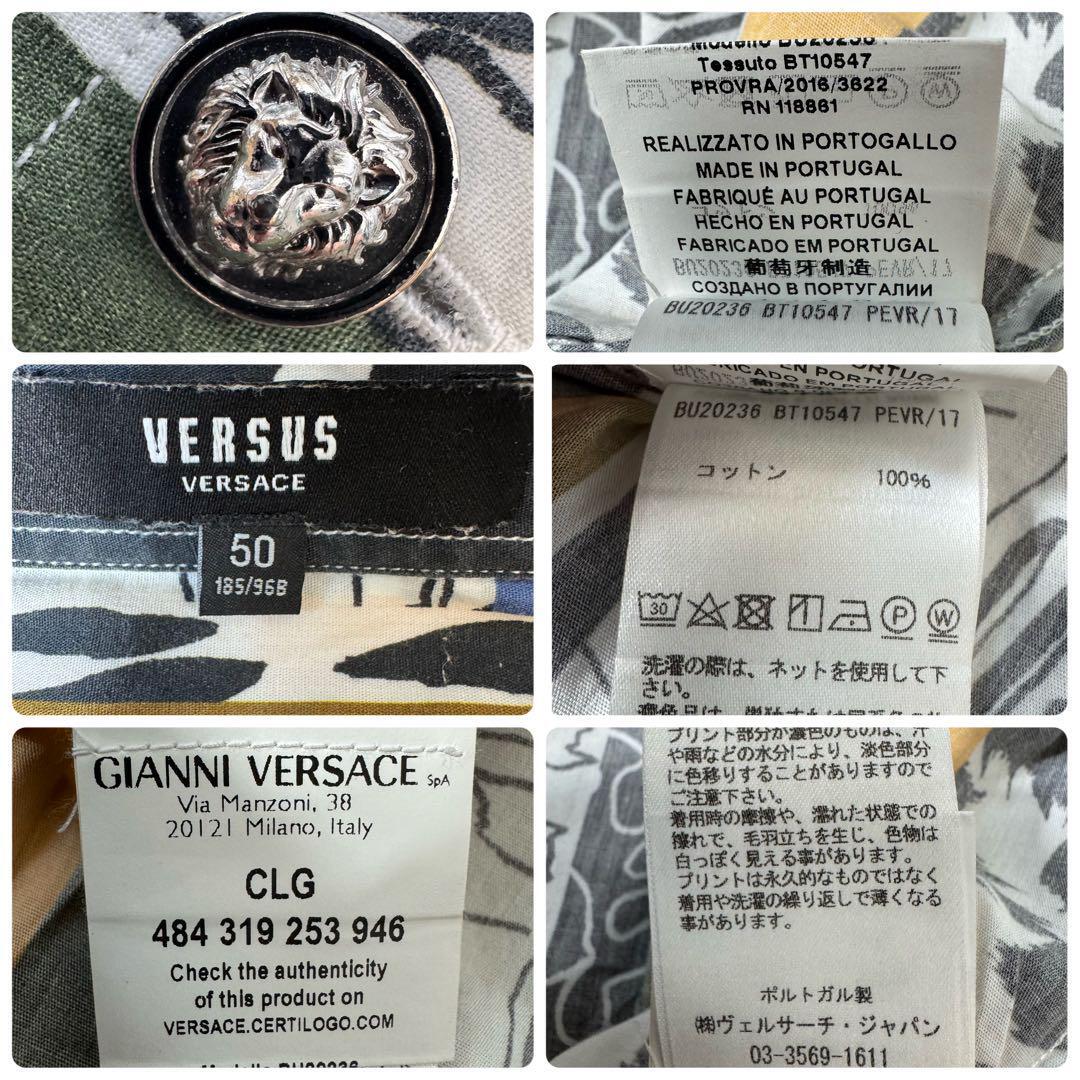 Modello BU20236
Tessuto BT10547
PROVRA/2016/3622
RN 118861
REALIZZATO IN PORTOGALLO
MADE IN PORTUGAL
FABRIQUÉ AU PORTUGAL
HECHO EN PORTUGAL
FABRICADO EM PORTUGAL
葡萄牙制造
СОЗДАНО В ПОРТУГАЛИИ
BU20236 BT10547 PEVR/17
VERSUS
VERSACE
50
185/96B
FABRICADO EM PORTUGAL
BU20236 BT10547 PEVR/17
コットン 100%
30
P
W
洗濯の際は、ネットを使用して下
さい。
GIANNI VERSACE SpA
Via Manzoni, 38
20121 Milano, Italy
CLG
484 319 253 946
Check the authenticity
of this product on
VERSACE.CERTILOGO.COM
Modello BU20236
プリント部分が濃色のものは、汗
や雨などの水分により、淡色部分
に色移りすることがありますので
ご注意下さい。
着用時の摩擦や、濡れた状態での
擦れで、毛羽立ちを生じ、色物は
白っぽく見える事があります。
プリントは永久的なものではなく
着用や洗濯の繰り返しで薄くなる
事があります。
ポルトガル製
㈱ヴェルサーチ・ジャパン
03-3569-1611